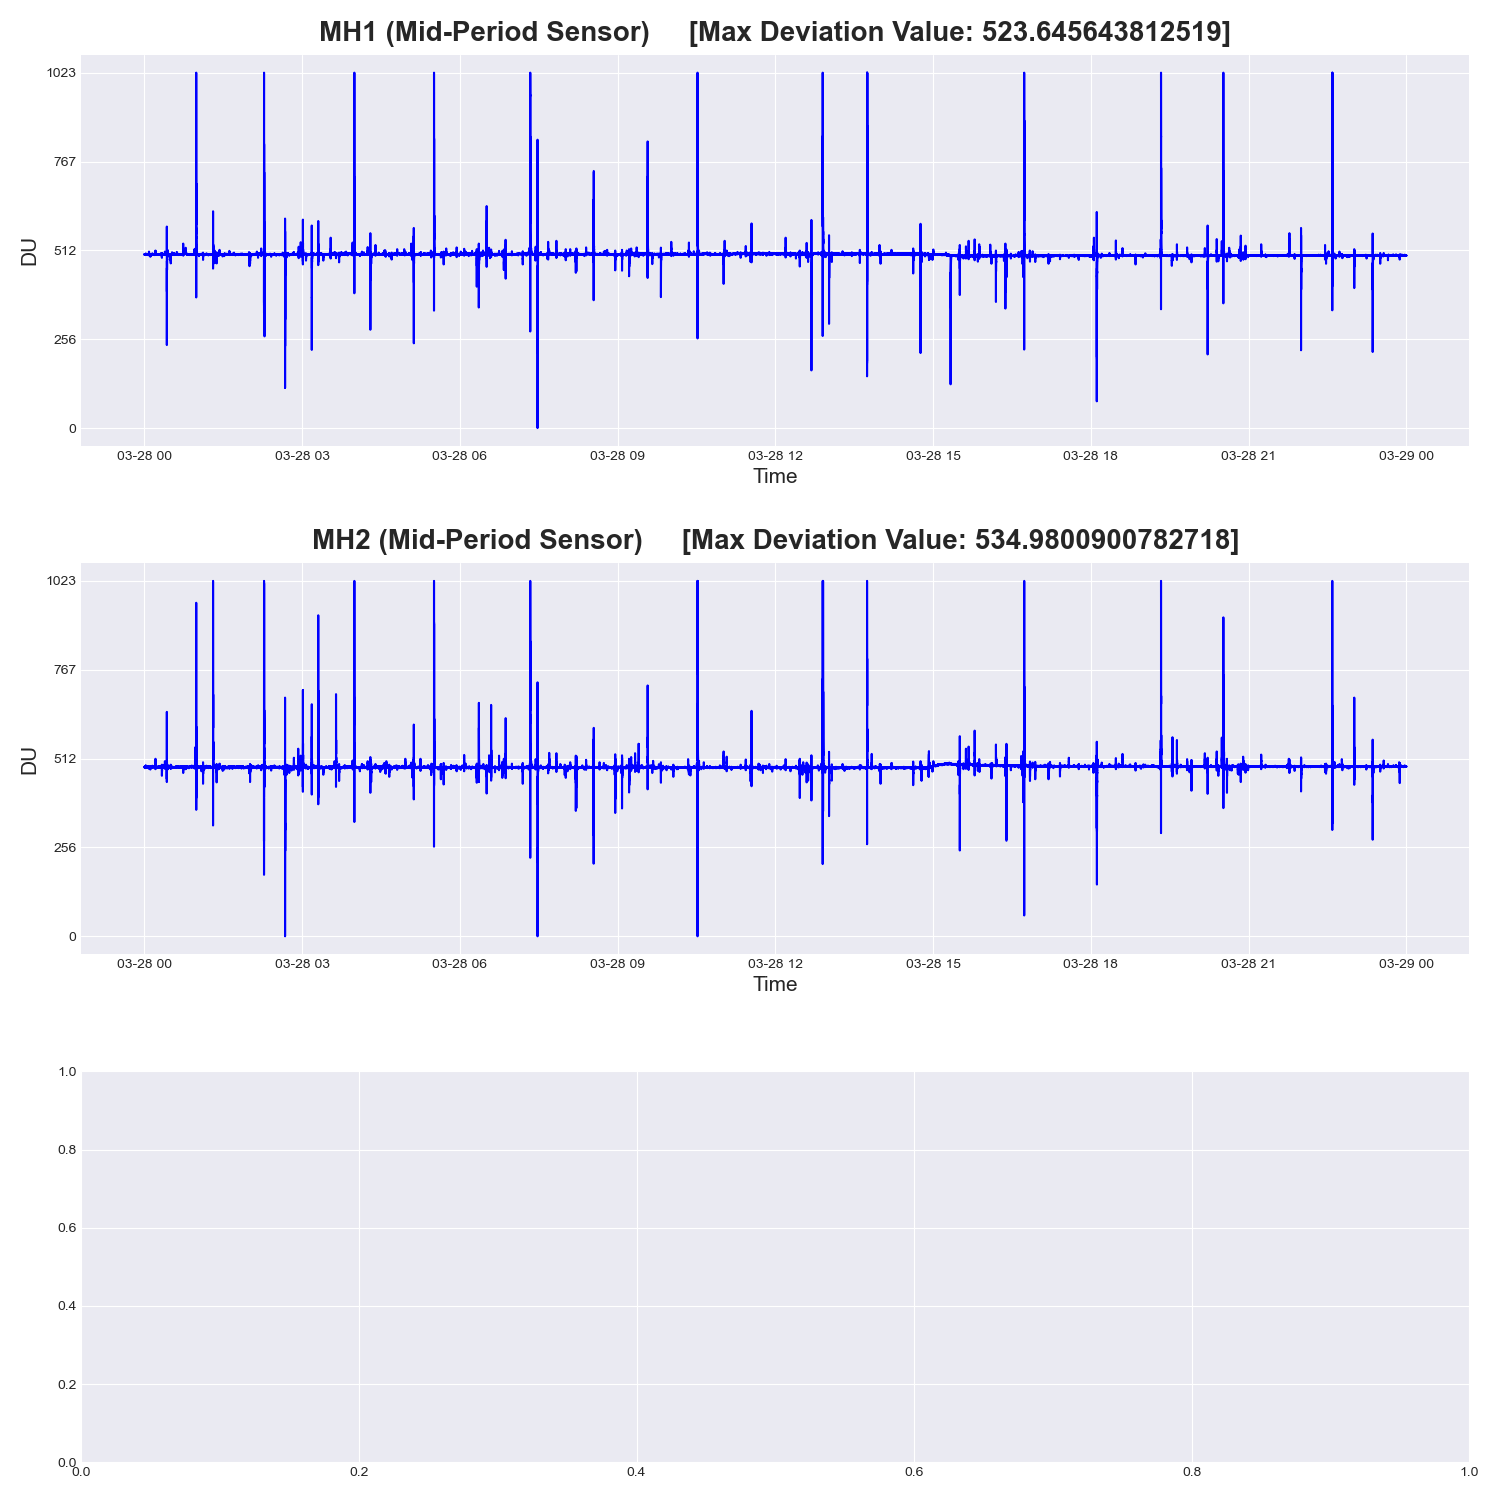 MH1 (Mid-Period Sensor) [Max Deviation Value: 523.645643812519]
1023
767
512
256
0
DU
03-28 00 03-28 03 03-28 06 03-28 09 03-28 12 03-28 15 03-28 18 03-28 21 03-29 00
Time
MH2 (Mid-Period Sensor) [Max Deviation Value: 534.9800900782718]
1023
767
512
256
0
DU
03-28 00 03-28 03 03-28 06 03-28 09 03-28 12 03-28 15 03-28 18 03-28 21 03-29 00
Time
1.0
0.8
0.6
0.4
0.2
0.0
0.0 0.2 0.4 0.6 0.8 1.0